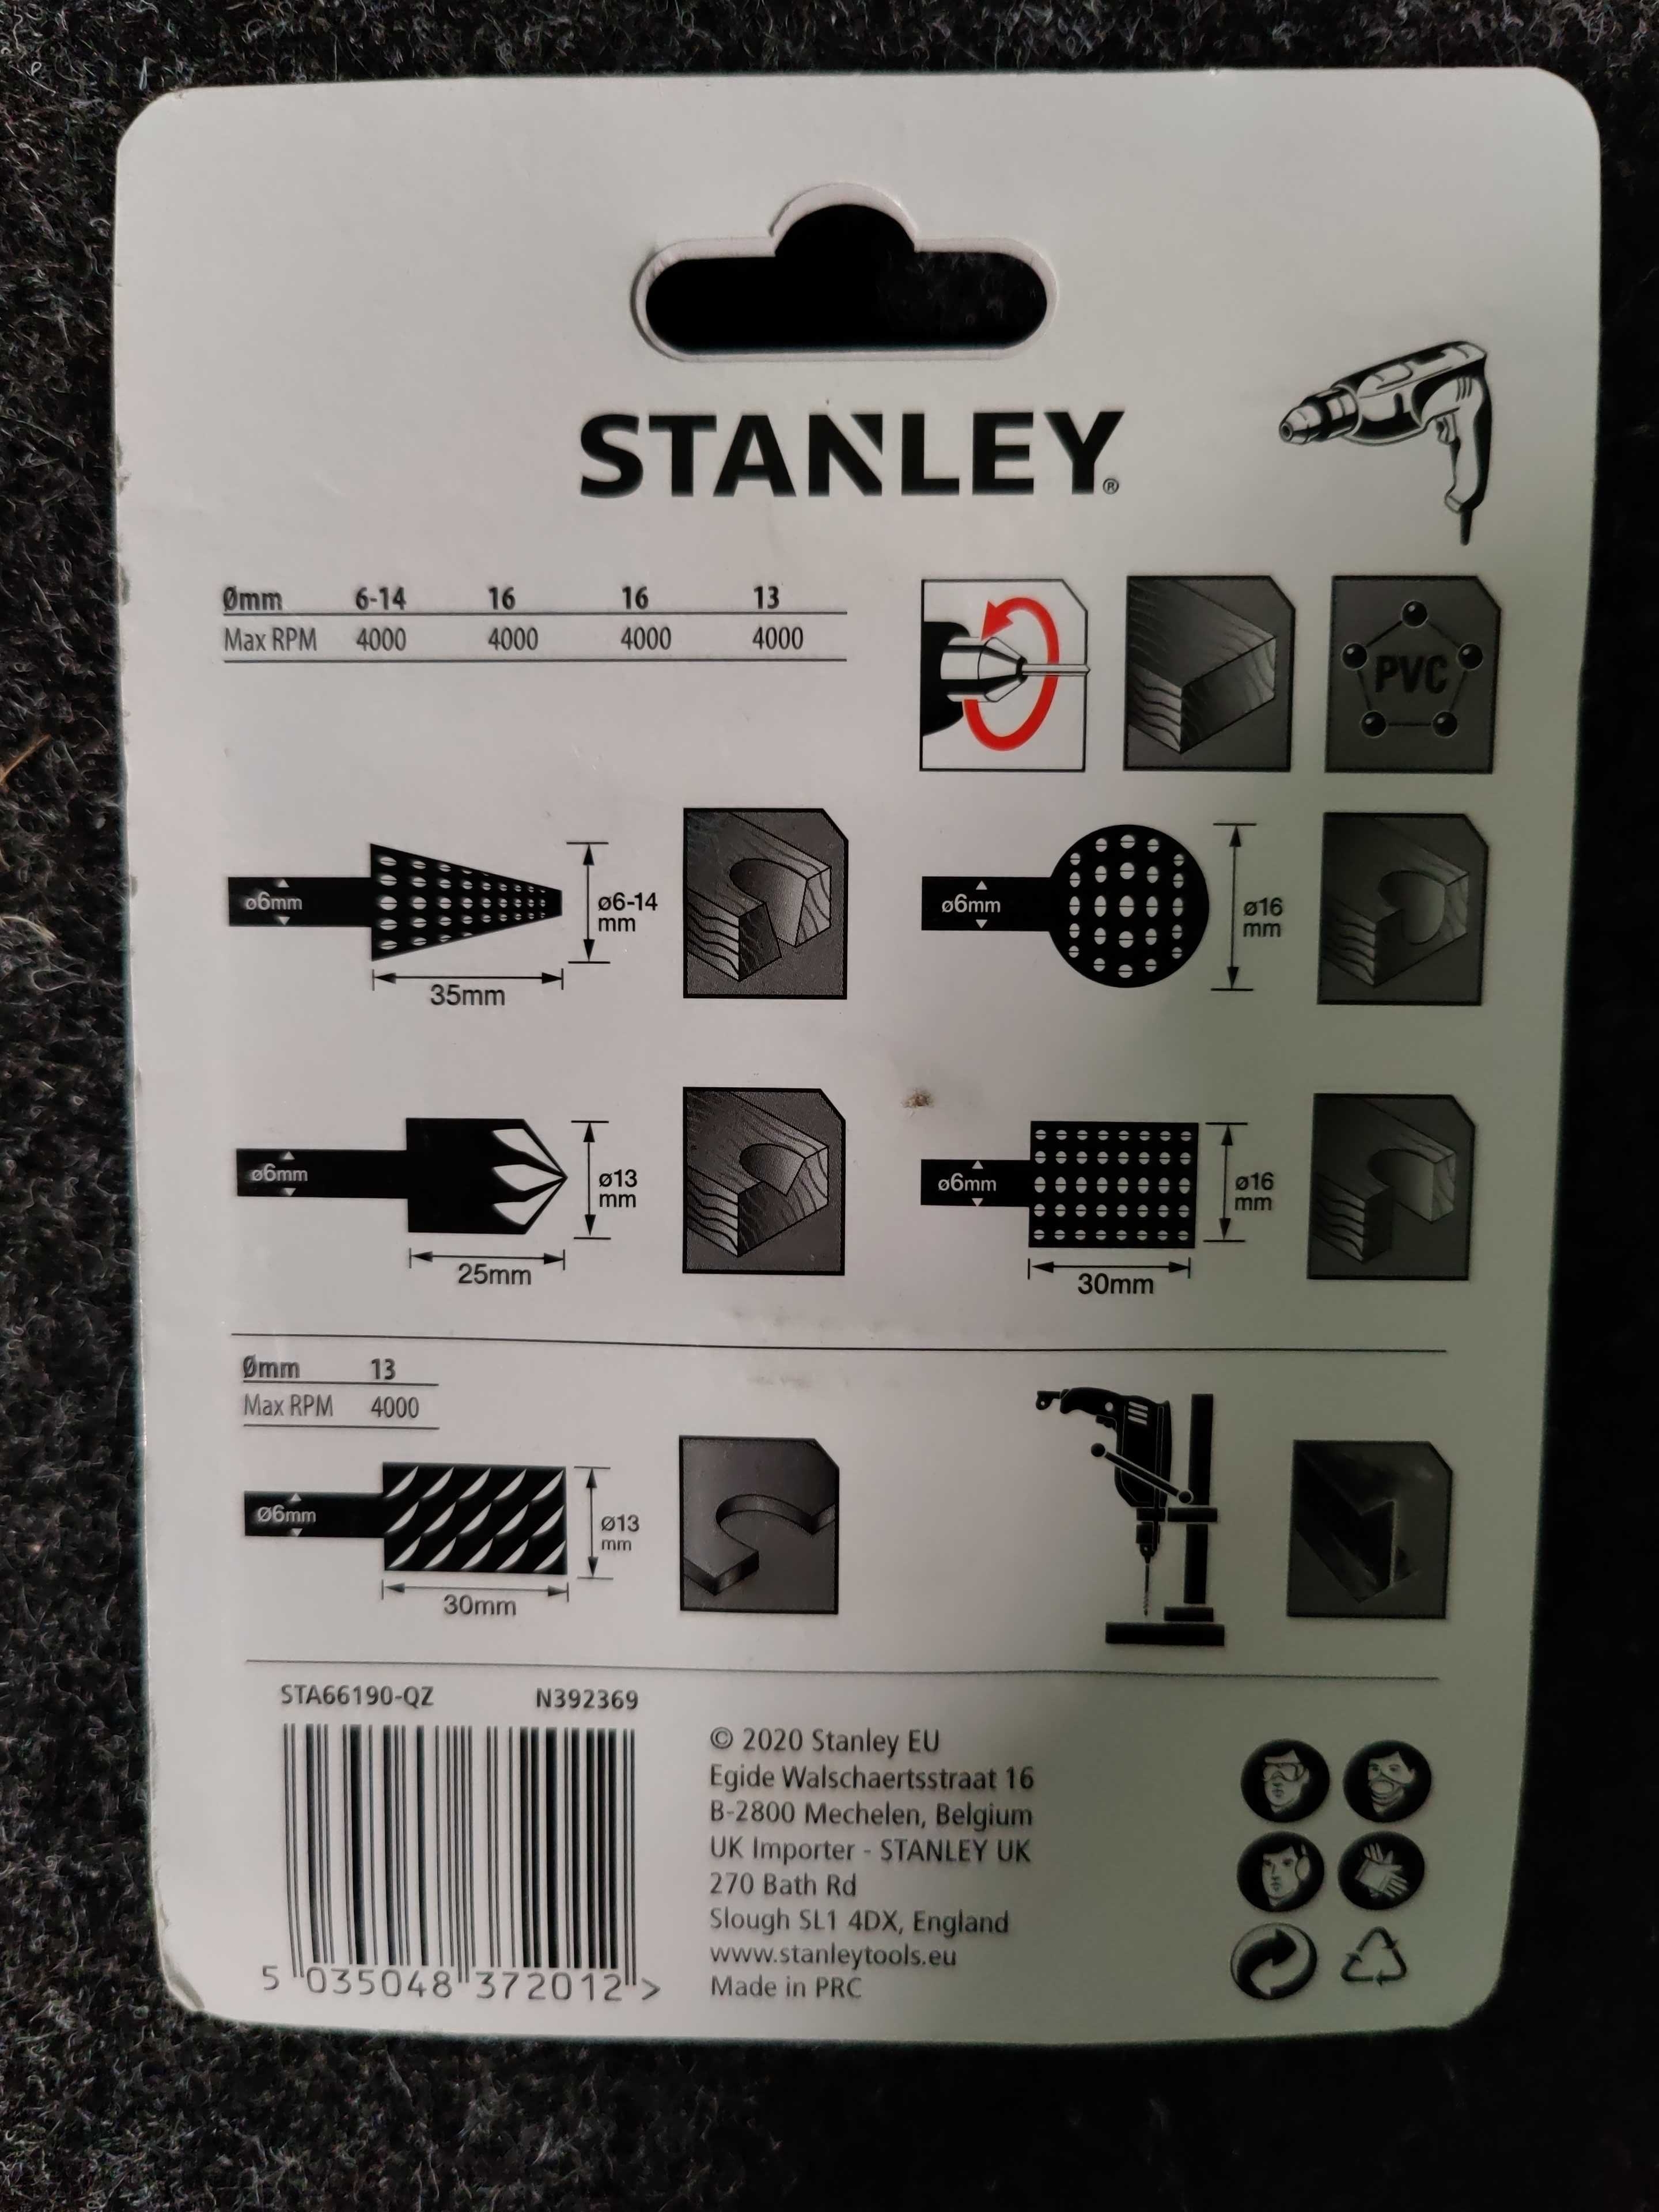 STANLEY®
Ømm 6-14 16 16 13
Max RPM 4000 4000 4000 4000
PVC
ø6mm
ø6-14
mm
35mm
ø6mm
ø16
mm
ø6mm
ø13
mm
25mm
ø6mm
ø16
mm
30mm
Ømm 13
Max RPM 4000
Ø6mm
ø13
mm
30mm
STA66190-QZ N392369
5 035048 372012 >
© 2020 Stanley EU
Egide Walschaertsstraat 16
B-2800 Mechelen, Belgium
UK Importer - STANLEY UK
270 Bath Rd
Slough SL1 4DX, England
www.stanleytools.eu
Made in PRC